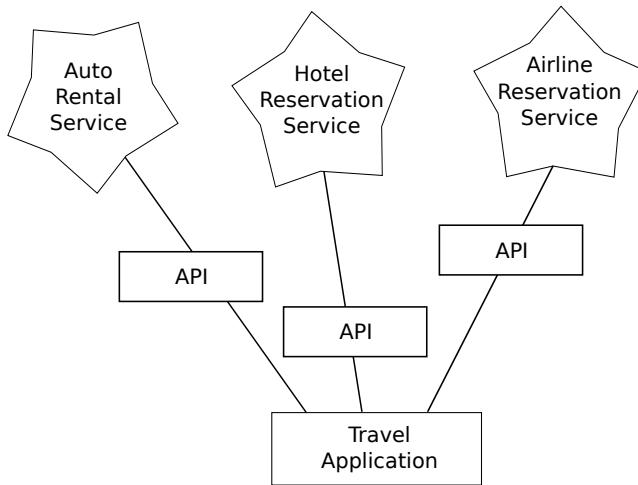 Auto
Rental
Service
Hotel
Reservation
Service
Airline
Reservation
Service
API
API
API
Travel
Application